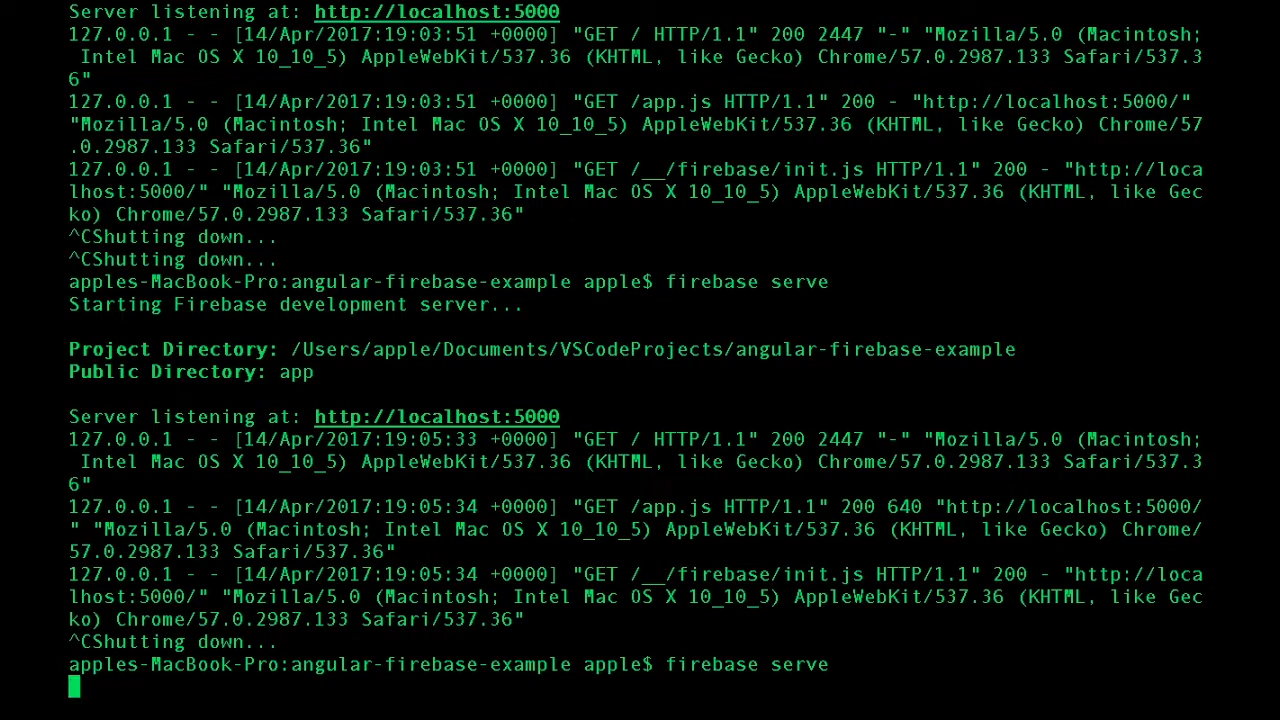 Server listening at: http://localhost:5000
127.0.0.1 - - [14/Apr/2017:19:03:51 +0000] "GET / HTTP/1.1" 200 2447 "-" "Mozilla/5.0 (Macintosh;
 Intel Mac OS X 10_10_5) AppleWebKit/537.36 (KHTML, like Gecko) Chrome/57.0.2987.133 Safari/537.3
6"
127.0.0.1 - - [14/Apr/2017:19:03:51 +0000] "GET /app.js HTTP/1.1" 200 - "http://localhost:5000/"
"Mozilla/5.0 (Macintosh; Intel Mac OS X 10_10_5) AppleWebKit/537.36 (KHTML, like Gecko) Chrome/57
.0.2987.133 Safari/537.36"
127.0.0.1 - - [14/Apr/2017:19:03:51 +0000] "GET /__/firebase/init.js HTTP/1.1" 200 - "http://loca
lhost:5000/" "Mozilla/5.0 (Macintosh; Intel Mac OS X 10_10_5) AppleWebKit/537.36 (KHTML, like Gec
ko) Chrome/57.0.2987.133 Safari/537.36"
^CShutting down...
^CShutting down...
apples-MacBook-Pro:angular-firebase-example apple$ firebase serve
Starting Firebase development server...
Project Directory: /Users/apple/Documents/VSCodeProjects/angular-firebase-example
Public Directory: app
Server listening at: http://localhost:5000
127.0.0.1 - - [14/Apr/2017:19:05:33 +0000] "GET / HTTP/1.1" 200 2447 "-" "Mozilla/5.0 (Macintosh;
 Intel Mac OS X 10_10_5) AppleWebKit/537.36 (KHTML, like Gecko) Chrome/57.0.2987.133 Safari/537.3
6"
127.0.0.1 - - [14/Apr/2017:19:05:34 +0000] "GET /app.js HTTP/1.1" 200 640 "http://localhost:5000/
" "Mozilla/5.0 (Macintosh; Intel Mac OS X 10_10_5) AppleWebKit/537.36 (KHTML, like Gecko) Chrome/
57.0.2987.133 Safari/537.36"
127.0.0.1 - - [14/Apr/2017:19:05:34 +0000] "GET /__/firebase/init.js HTTP/1.1" 200 - "http://loca
lhost:5000/" "Mozilla/5.0 (Macintosh; Intel Mac OS X 10_10_5) AppleWebKit/537.36 (KHTML, like Gec
ko) Chrome/57.0.2987.133 Safari/537.36"
^CShutting down...
apples-MacBook-Pro:angular-firebase-example apple$ firebase serve